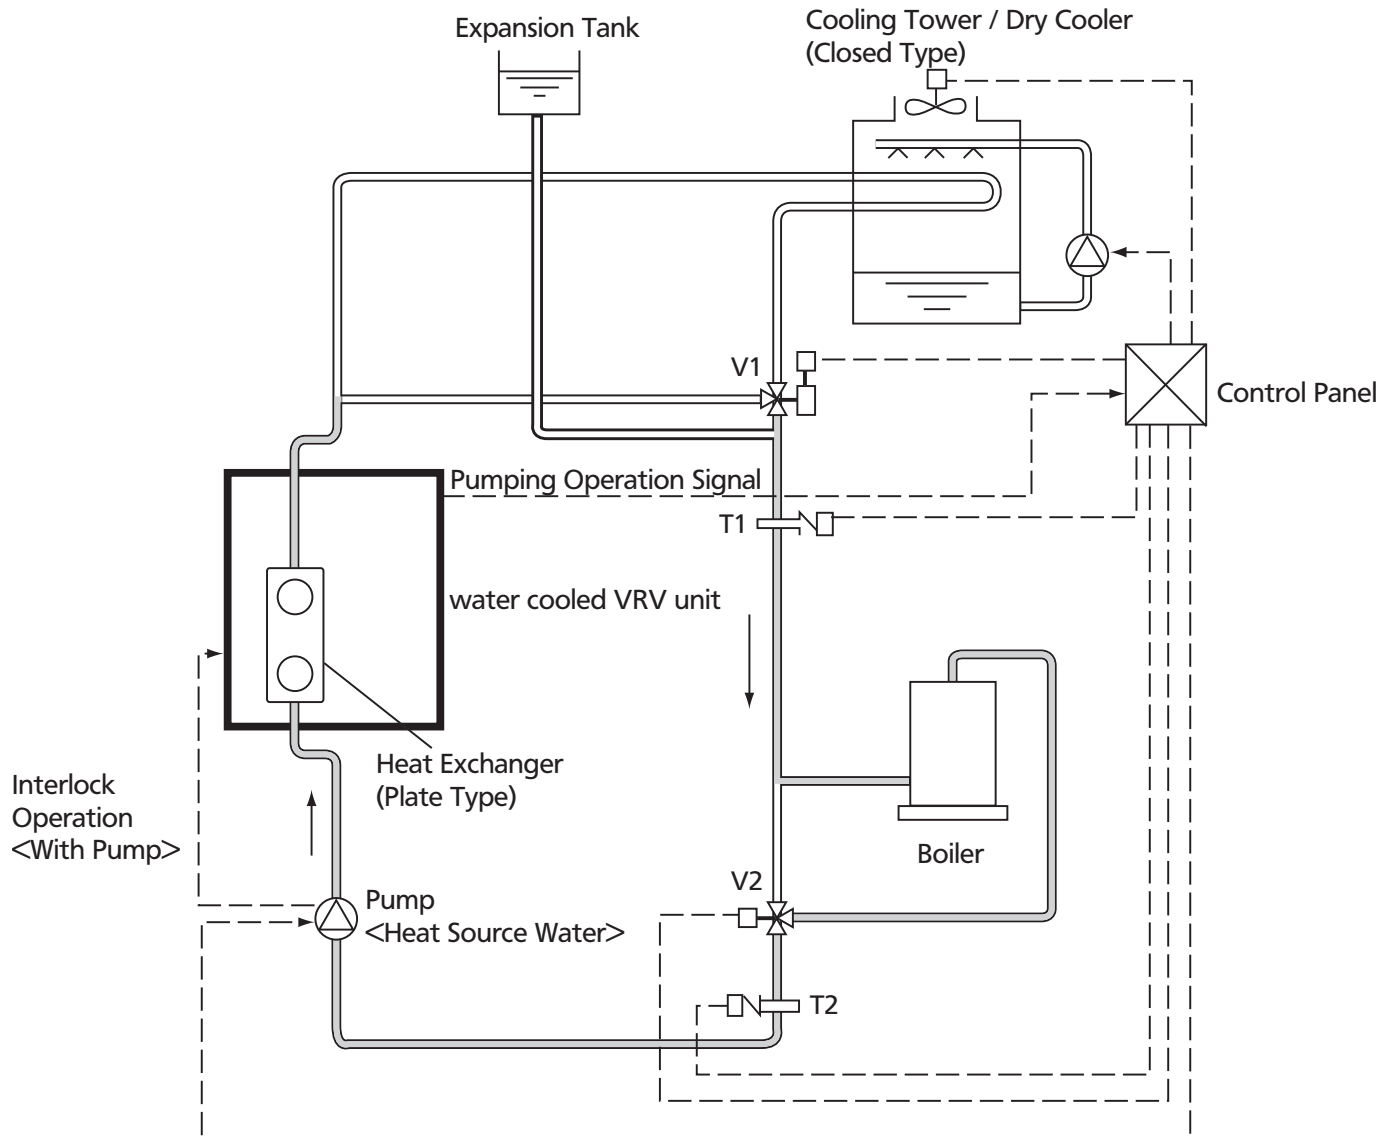 Expansion Tank
Cooling Tower / Dry Cooler
(Closed Type)
V1
Control Panel
Pumping Operation Signal
T1
water cooled VRV unit
Heat Exchanger
(Plate Type)
Interlock
Operation
<With Pump>
Boiler
V2
Pump
<Heat Source Water>
T2